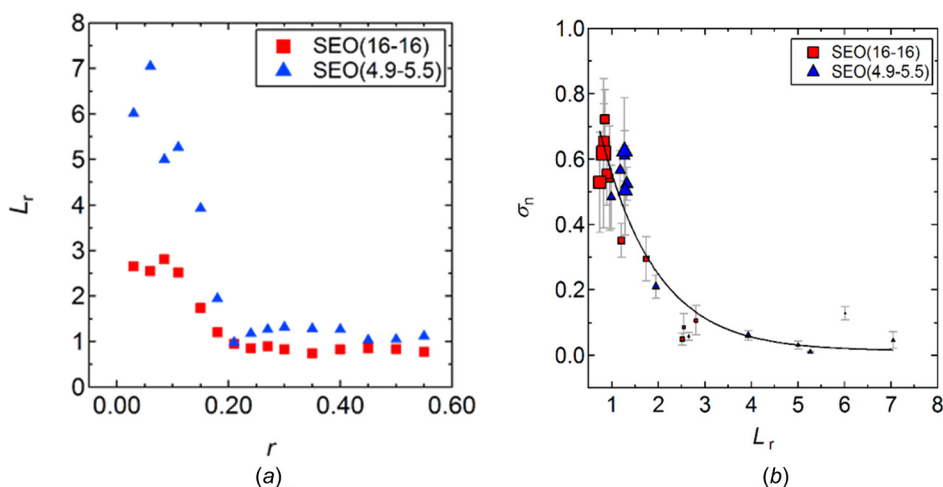 8
7
6
5
4
3
2
1
0
L_r
0.00
0.20
0.40
0.60
r
SEO(16-16)
SEO(4.9-5.5)
(a)
1.0
0.8
0.6
0.4
0.2
0.0
σ_n
1 2 3 4 5 6 7 8
L_r
SEO(16-16)
SEO(4.9-5.5)
(b)